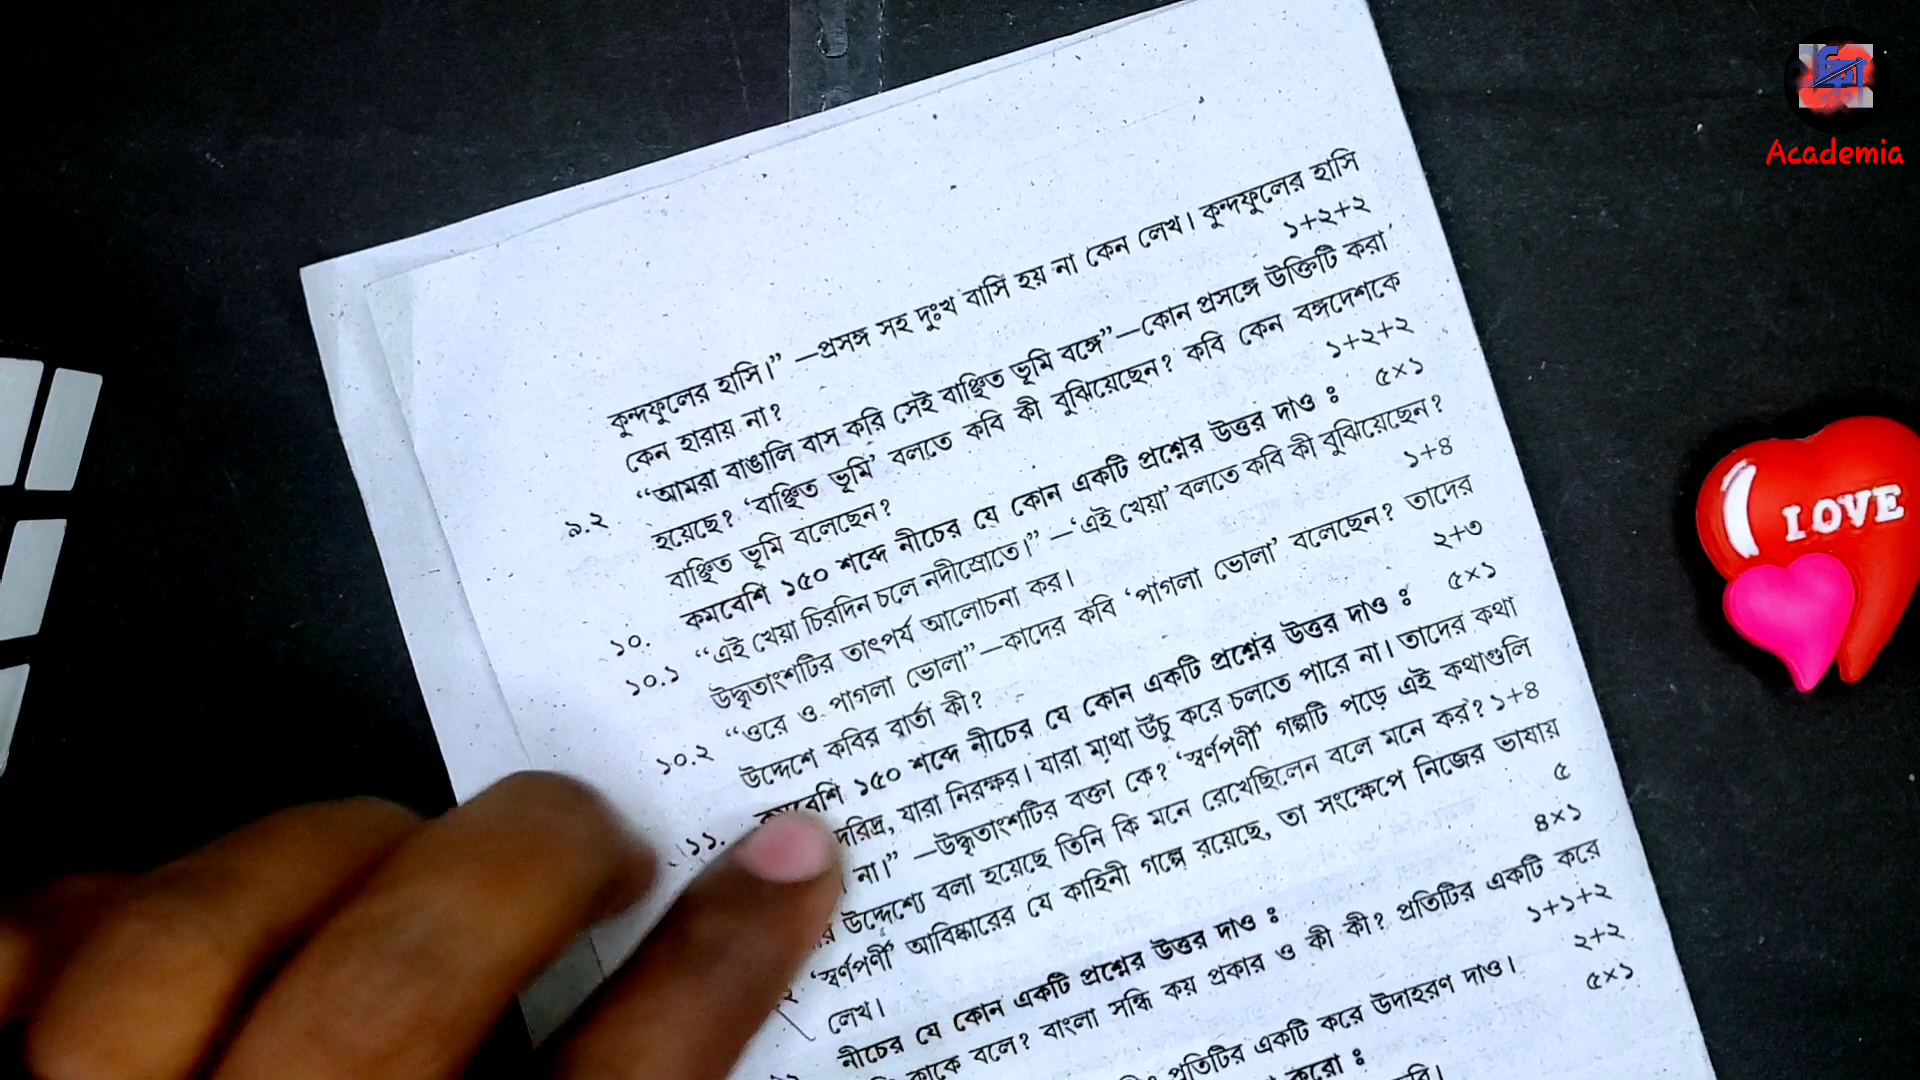 কুন্দফুলের হাসি।” —প্রসঙ্গ সহ দুঃখ বাসি হয় না কেন লেখ। কুন্দফুলের হাসি
কেন হারায় না? ১+২+২
৯.২ “আমরা বাঙালি বাস করি সেই বাঞ্ছিত ভূমি বঙ্গে”—কোন প্রসঙ্গে উক্তিটি করা
হয়েছে? ‘বাঞ্ছিত ভূমি’ বলতে কবি কী বুঝিয়েছেন? কবি কেন বঙ্গদেশকে
বাঞ্ছিত ভূমি বলেছেন? ১+২+২
১০. কমবেশি ১৫০ শব্দে নীচের যে কোন একটি প্রশ্নের উত্তর দাও : ৫×১
১০.১ “এই খেয়া চিরদিন চলে নদীস্রোতে।” —‘এই খেয়া’ বলতে কবি কী বুঝিয়েছেন?
উদ্ধৃতাংশটির তাৎপর্য আলোচনা কর। ১+৪
১০.২ “ওরে ও পাগলা ভোলা”—কাদের কবি ‘পাগলা ভোলা’ বলেছেন? তাদের
উদ্দেশে কবির বার্তা কী? ২+৩
১১. কমবেশি ১৫০ শব্দে নীচের যে কোন একটি প্রশ্নের উত্তর দাও : ৫×১
দরিদ্র, যারা নিরক্ষর। যারা মাথা উঁচু করে চলতে পারে না। তাদের কথা
না।” —উদ্ধৃতাংশটির বক্তা কে? ‘স্বর্ণপর্ণী’ গল্পটি পড়ে এই কথাগুলি
উদ্দেশ্যে বলা হয়েছে তিনি কি মনে রেখেছিলেন বলে মনে কর? ১+৪
‘স্বর্ণপর্ণী’ আবিষ্কারের যে কাহিনী গল্পে রয়েছে, তা সংক্ষেপে নিজের ভাষায়
লেখ। ৫
নীচের যে কোন একটি প্রশ্নের উত্তর দাও : ৪×১
কাকে বলে? বাংলা সন্ধি কয় প্রকার ও কী কী? প্রতিটির একটি করে
১+১+২
প্রতিটির একটি করে উদাহরণ দাও। ২+২
করো : ৫×১
Academia
LOVE